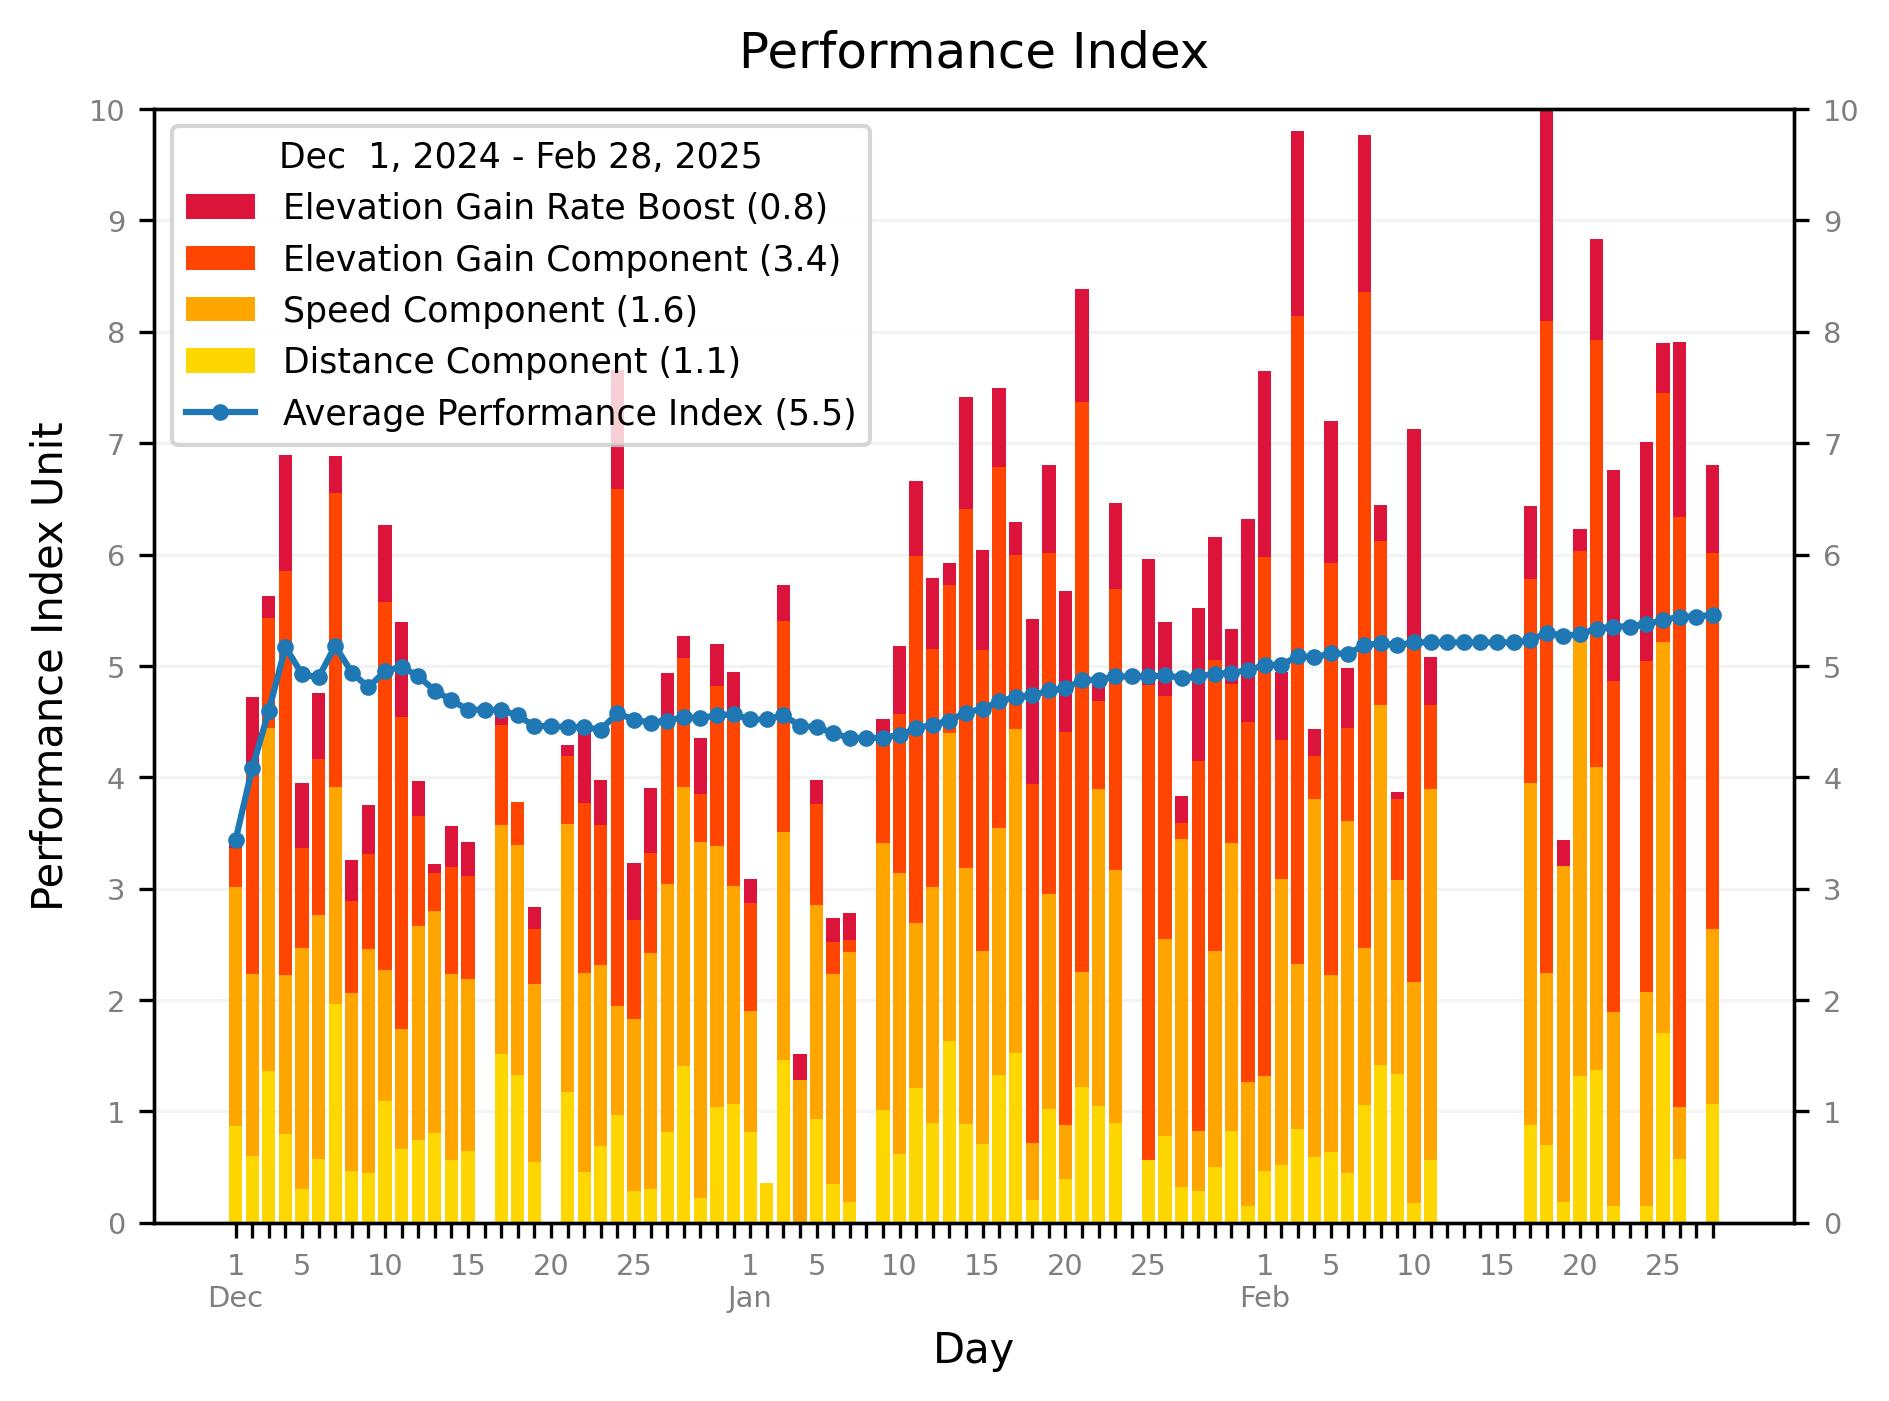 Performance Index
Dec  1, 2024 - Feb 28, 2025
Elevation Gain Rate Boost (0.8)
Elevation Gain Component (3.4)
Speed Component (1.6)
Distance Component (1.1)
Average Performance Index (5.5)
Performance Index Unit
10 10
9 9
8 8
7 7
6 6
5 5
4 4
3 3
2 2
1 1
0 0
1 5 10 15 20 25 1 5 10 15 20 25 1 5 10 15 20 25
Dec Jan Feb
Day